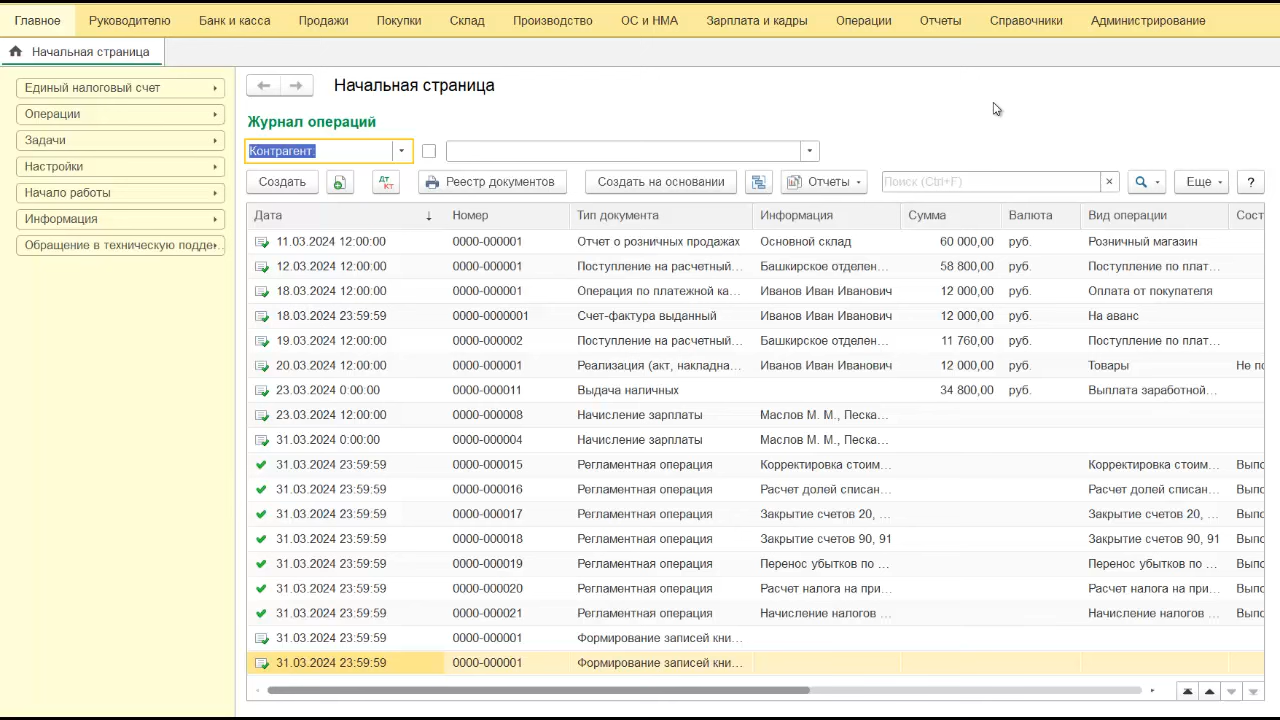 Главное Руководителю Банк и касса Продажи Покупки Склад Производство ОС и НМА Зарплата и кадры Операции Отчеты Справочники Администрирование
Начальная страница
Единый налоговый счет
Операции
Задачи
Настройки
Начало работы
Информация
Обращение в техническую подде...
Начальная страница
Журнал операций
Контрагент:
Создать Дт Кт Реестр документов Создать на основании Отчеты Поиск (Ctrl+F) × Еще ?
Дата ↓ Номер Тип документа Информация Сумма Валюта Вид операции Сост
11.03.2024 12:00:00 0000-000001 Отчет о розничных продажах Основной склад 60 000,00 руб. Розничный магазин
12.03.2024 12:00:00 0000-000001 Поступление на расчетный... Башкирское отделен... 58 800,00 руб. Поступление по плат...
18.03.2024 12:00:00 0000-000001 Операция по платежной ка... Иванов Иван Иванович 12 000,00 руб. Оплата от покупателя
18.03.2024 23:59:59 0000-0000001 Счет-фактура выданный Иванов Иван Иванович 12 000,00 руб. На аванс
19.03.2024 12:00:00 0000-000002 Поступление на расчетный... Башкирское отделен... 11 760,00 руб. Поступление по плат...
20.03.2024 12:00:00 0000-000001 Реализация (акт, накладна... Иванов Иван Иванович 12 000,00 руб. Товары Не по
23.03.2024 0:00:00 0000-000011 Выдача наличных 34 800,00 руб. Выплата заработной...
23.03.2024 12:00:00 0000-000008 Начисление зарплаты Маслов М. М., Песка...
31.03.2024 0:00:00 0000-000004 Начисление зарплаты Маслов М. М., Песка...
31.03.2024 23:59:59 0000-000015 Регламентная операция Корректировка стоим... Корректировка стоим... Выпо
31.03.2024 23:59:59 0000-000016 Регламентная операция Расчет долей списан... Расчет долей списан... Выпо
31.03.2024 23:59:59 0000-000017 Регламентная операция Закрытие счетов 20, ... Закрытие счетов 20, ... Выпо
31.03.2024 23:59:59 0000-000018 Регламентная операция Закрытие счетов 90, 91 Закрытие счетов 90, 91 Выпо
31.03.2024 23:59:59 0000-000019 Регламентная операция Перенос убытков по ... Перенос убытков по ... Выпо
31.03.2024 23:59:59 0000-000020 Регламентная операция Расчет налога на при... Расчет налога на при... Выпо
31.03.2024 23:59:59 0000-000021 Регламентная операция Начисление налогов ... Начисление налогов ... Выпо
31.03.2024 23:59:59 0000-000001 Формирование записей кни...
31.03.2024 23:59:59 0000-000001 Формирование записей кни...